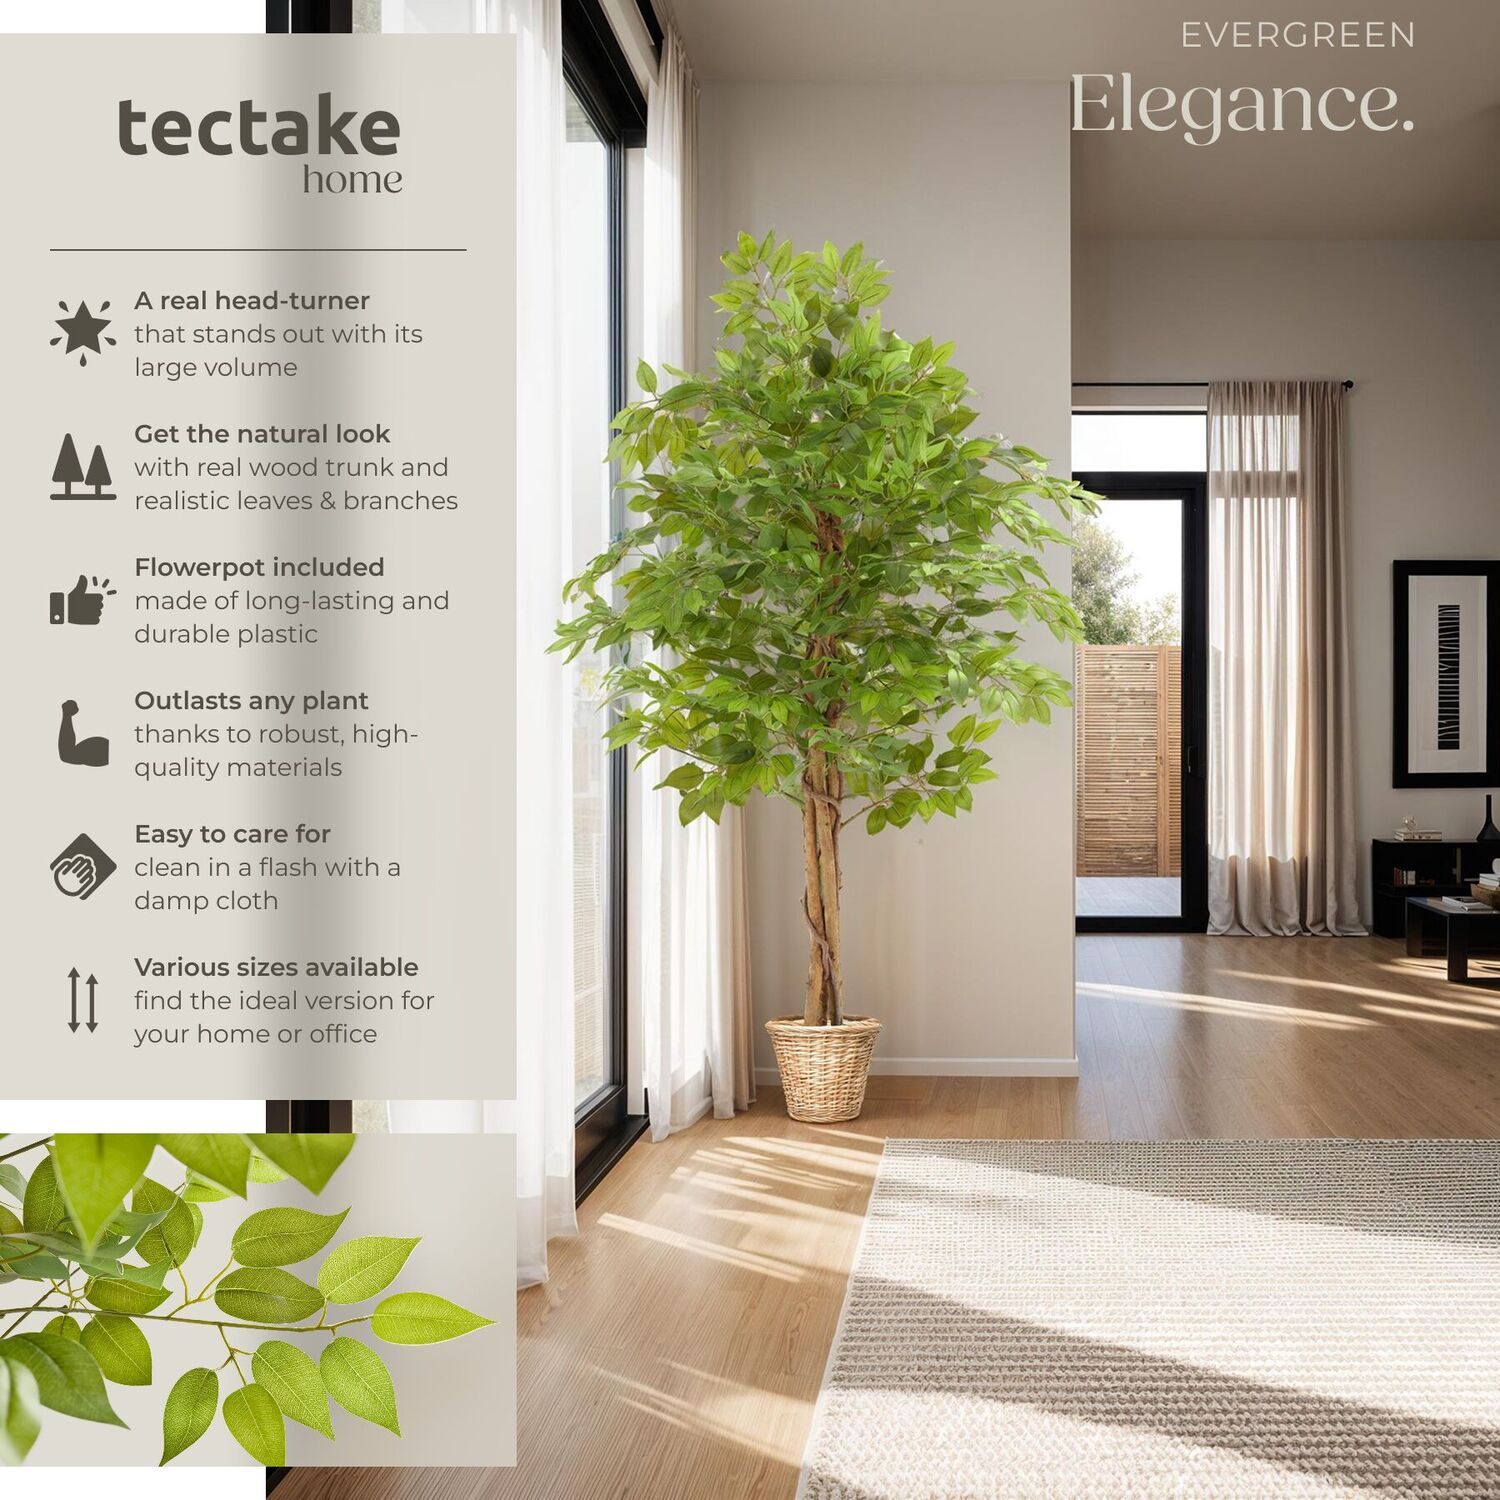 EVERGREEN
Elegance.
tectake
home
A real head-turner
that stands out with its
large volume
Get the natural look
with real wood trunk and
realistic leaves & branches
Flowerpot included
made of long-lasting and
durable plastic
Outlasts any plant
thanks to robust, high-
quality materials
Easy to care for
clean in a flash with a
damp cloth
Various sizes available
find the ideal version for
your home or office